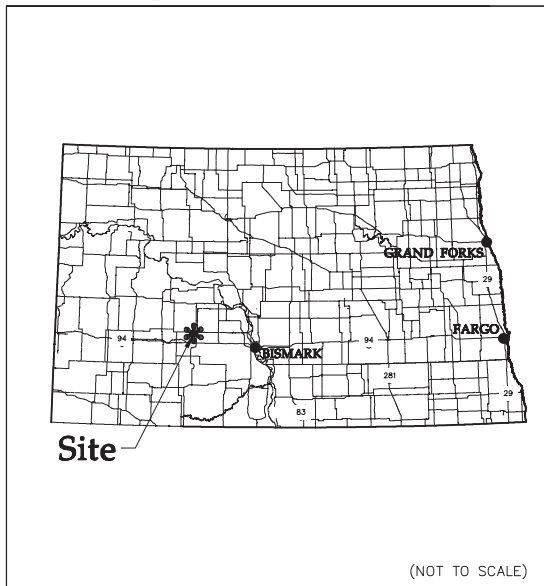 GRAND FORKS
29
FARGO
94
94
BISMARK
281
83
29
Site
(NOT TO SCALE)